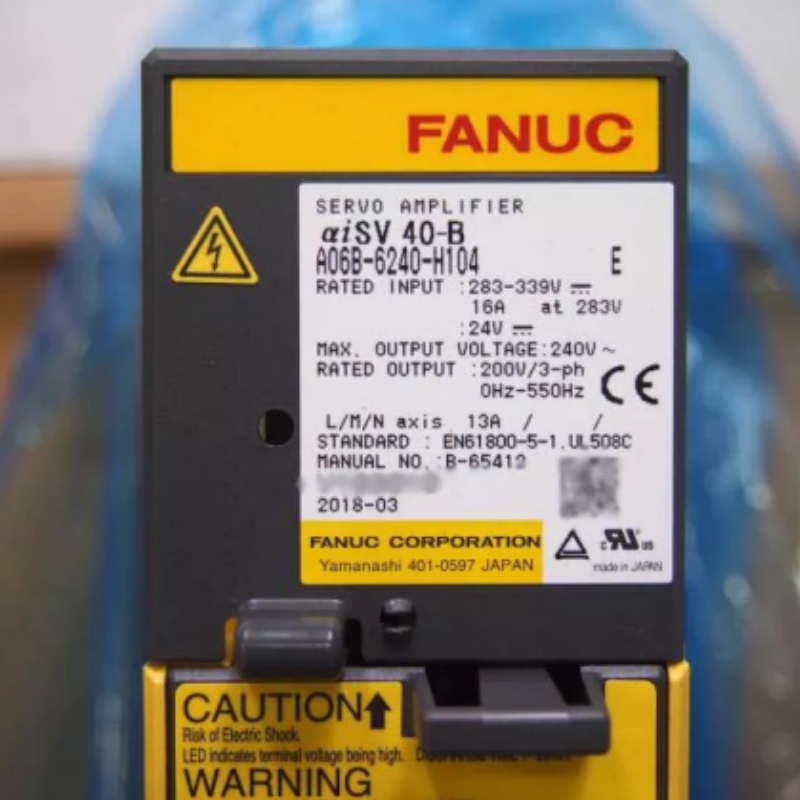 FANUC
SERVO AMPLIFIER
αiSV 40-B
A06B-6240-H104 E
RATED INPUT :283-339V
16A at 283V
:24V
MAX. OUTPUT VOLTAGE:240V~
RATED OUTPUT :200V/3-ph
0Hz-550Hz
CE
L/M/N axis 13A / /
STANDARD : EN61800-5-1.UL508C
MANUAL NO.:B-65412
2018-03
FANUC CORPORATION
Yamanashi 401-0597 JAPAN
c US
made in JAPAN
CAUTION
Risk of Electric Shock.
LED indicates terminal voltage being high.
WARNING